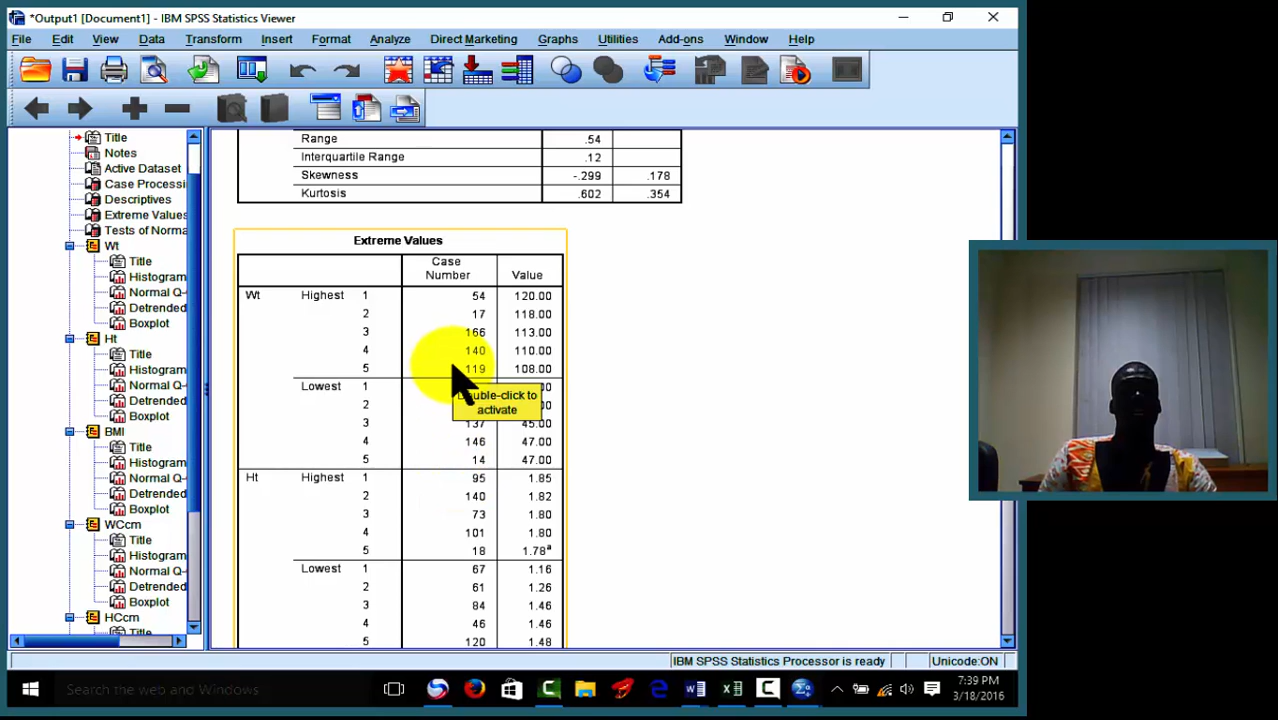 *Output1 [Document1] - IBM SPSS Statistics Viewer
File Edit View Data Transform Insert Format Analyze Direct Marketing Graphs Utilities Add-ons Window Help
Title
Notes
Active Dataset
Case Processi
Descriptives
Extreme Values
Tests of Norma
Wt
Title
Histogram
Normal Q-
Detrended
Boxplot
Ht
Title
Histogram
Normal Q-
Detrended
Boxplot
BMI
Title
Histogram
Normal Q-
Detrended
Boxplot
WCcm
Title
Histogram
Normal Q-
Detrended
Boxplot
HCcm
Title
Range .54
Interquartile Range .12
Skewness -.299 .178
Kurtosis .602 .354
Extreme Values
Case Number Value
Wt Highest 1 54 120.00
2 17 118.00
3 166 113.00
4 140 110.00
5 119 108.00
Lowest 1
2
3 137 45.00
4 146 47.00
5 14 47.00
Ht Highest 1 95 1.85
2 140 1.82
3 73 1.80
4 101 1.80
5 18 1.78a
Lowest 1 67 1.16
2 61 1.26
3 84 1.46
4 46 1.46
5 120 1.48
Double-click to
activate
IBM SPSS Statistics Processor is ready Unicode:ON
Search the web and Windows
7:39 PM
3/18/2016